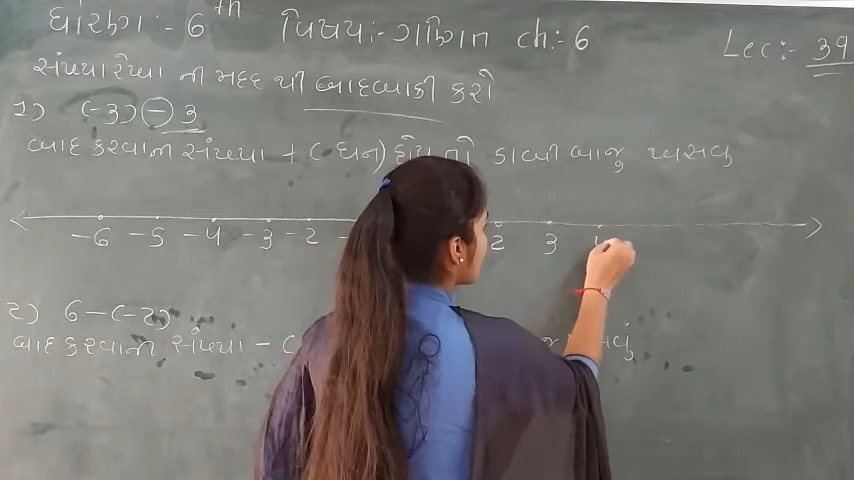 ધોરણ :- 6th વિષય :- ગણિત ch :- 6 Lec :- 39
સંખ્યારેખા ની મદદ થી બાદબાકી કરો
1) (-3) - 3
બાદ કરવાની સંખ્યા + (ધન) હોય તો ડાબી બાજુ ખસવું
-6 -5 -4 -3 -2 2 3
2) 6-(-2)
બાદ કરવાની સંખ્યા - (